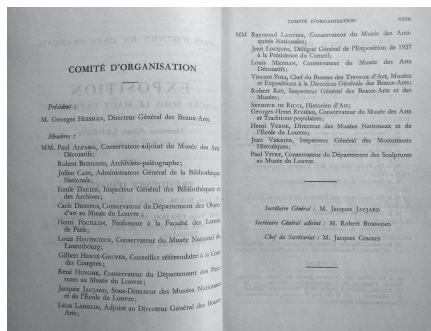 COMITÉ D'ORGANISATION
Président :
M. Georges HUISMAN, Directeur Général des Beaux-Arts.
Membres :
MM. Paul ALFASSA, Conservateur-adjoint du Musée des Arts
Décoratifs;
Robert BURNAND, Archiviste-paléographe;
Julien CAIN, Administrateur Général de la Bibliothèque
Nationale;
Emile DACIER, Inspecteur Général des Bibliothèques et
des Archives;
Carle DREYFUS, Conservateur du Département des Objets
d'art au Musée du Louvre;
Henri FOCILLON, Professeur à la Faculté des Lettres
de Paris;
Louis HAUTECŒUR, Conservateur du Musée National du
Luxembourg;
Gilbert HERVÉ-GRUYER, Conseiller référendaire à la Cour
des Comptes;
René HUYGHE, Conservateur du Département des Peintures
au Musée du Louvre;
Jacques JAUJARD, Sous-Directeur des Musées Nationaux
et de l'École du Louvre;
Léon LAMBLIN, Adjoint au Directeur Général des Beaux-
Arts;
COMITÉ D'ORGANISATION XXIX
MM Raymond LANTIER, Conservateur du Musée des Antiquités
Nationales;
Jean LOCQUIN, Délégué Général de l'Exposition de 1937
à la Présidence du Conseil;
Louis METMAN, Conservateur du Musée des Arts
Décoratifs;
Vincent POLI, Chef du Bureau des Travaux d'Art, Musées
et Expositions à la Direction Générale des Beaux-Arts;
Robert REY, Inspecteur Général des Beaux-Arts et des
Musées;
Seymour DE RICCI, Historien d'Art;
Georges-Henri RIVIÈRE, Conservateur du Musée des Arts
et Traditions populaires;
Henri VERNE, Directeur des Musées Nationaux et de
l'École du Louvre;
Jean VERRIER, Inspecteur Général des Monuments
Historiques;
Paul VITRY, Conservateur du Département des Sculptures
au Musée du Louvre.
Secrétaire Général : M. Jacques JAUJARD
Secrétaire Général adjoint : M. Robert BURNAND
Chef du Secrétariat : M. Jacques COMBES